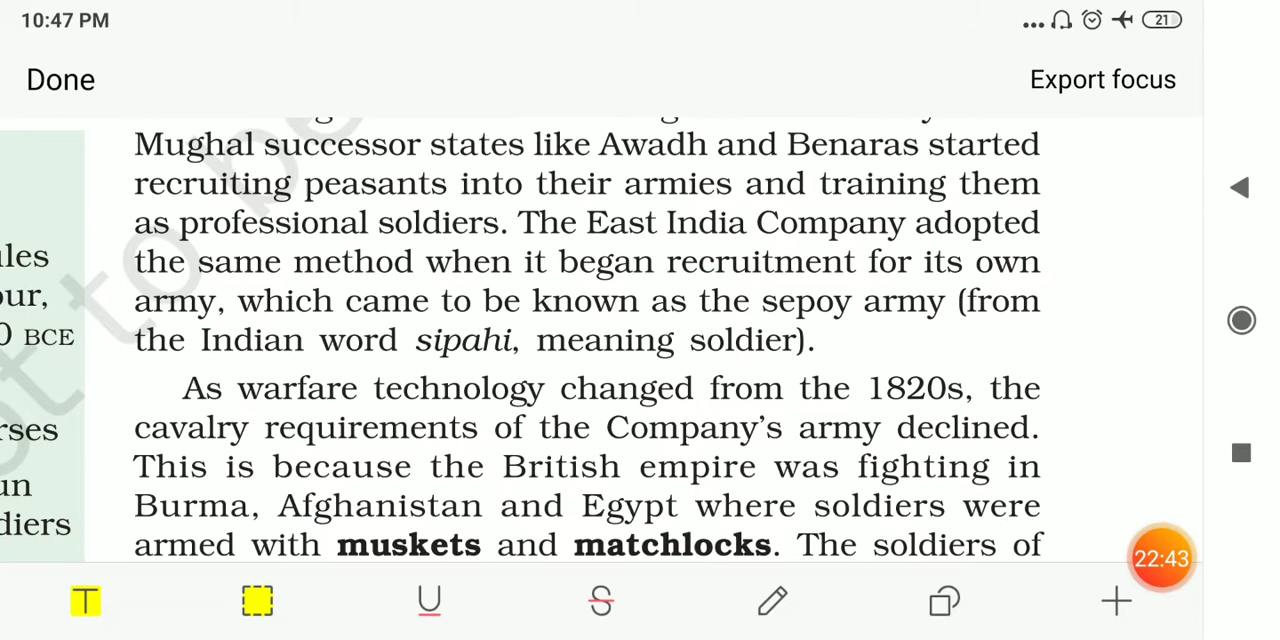 10:47 PM
21
Done
Export focus
Mughal successor states like Awadh and Benaras started
recruiting peasants into their armies and training them
as professional soldiers. The East India Company adopted
the same method when it began recruitment for its own
army, which came to be known as the sepoy army (from
the Indian word sipahi, meaning soldier).
As warfare technology changed from the 1820s, the
cavalry requirements of the Company's army declined.
This is because the British empire was fighting in
Burma, Afghanistan and Egypt where soldiers were
armed with muskets and matchlocks. The soldiers of
BCE
22:43
T
U
S